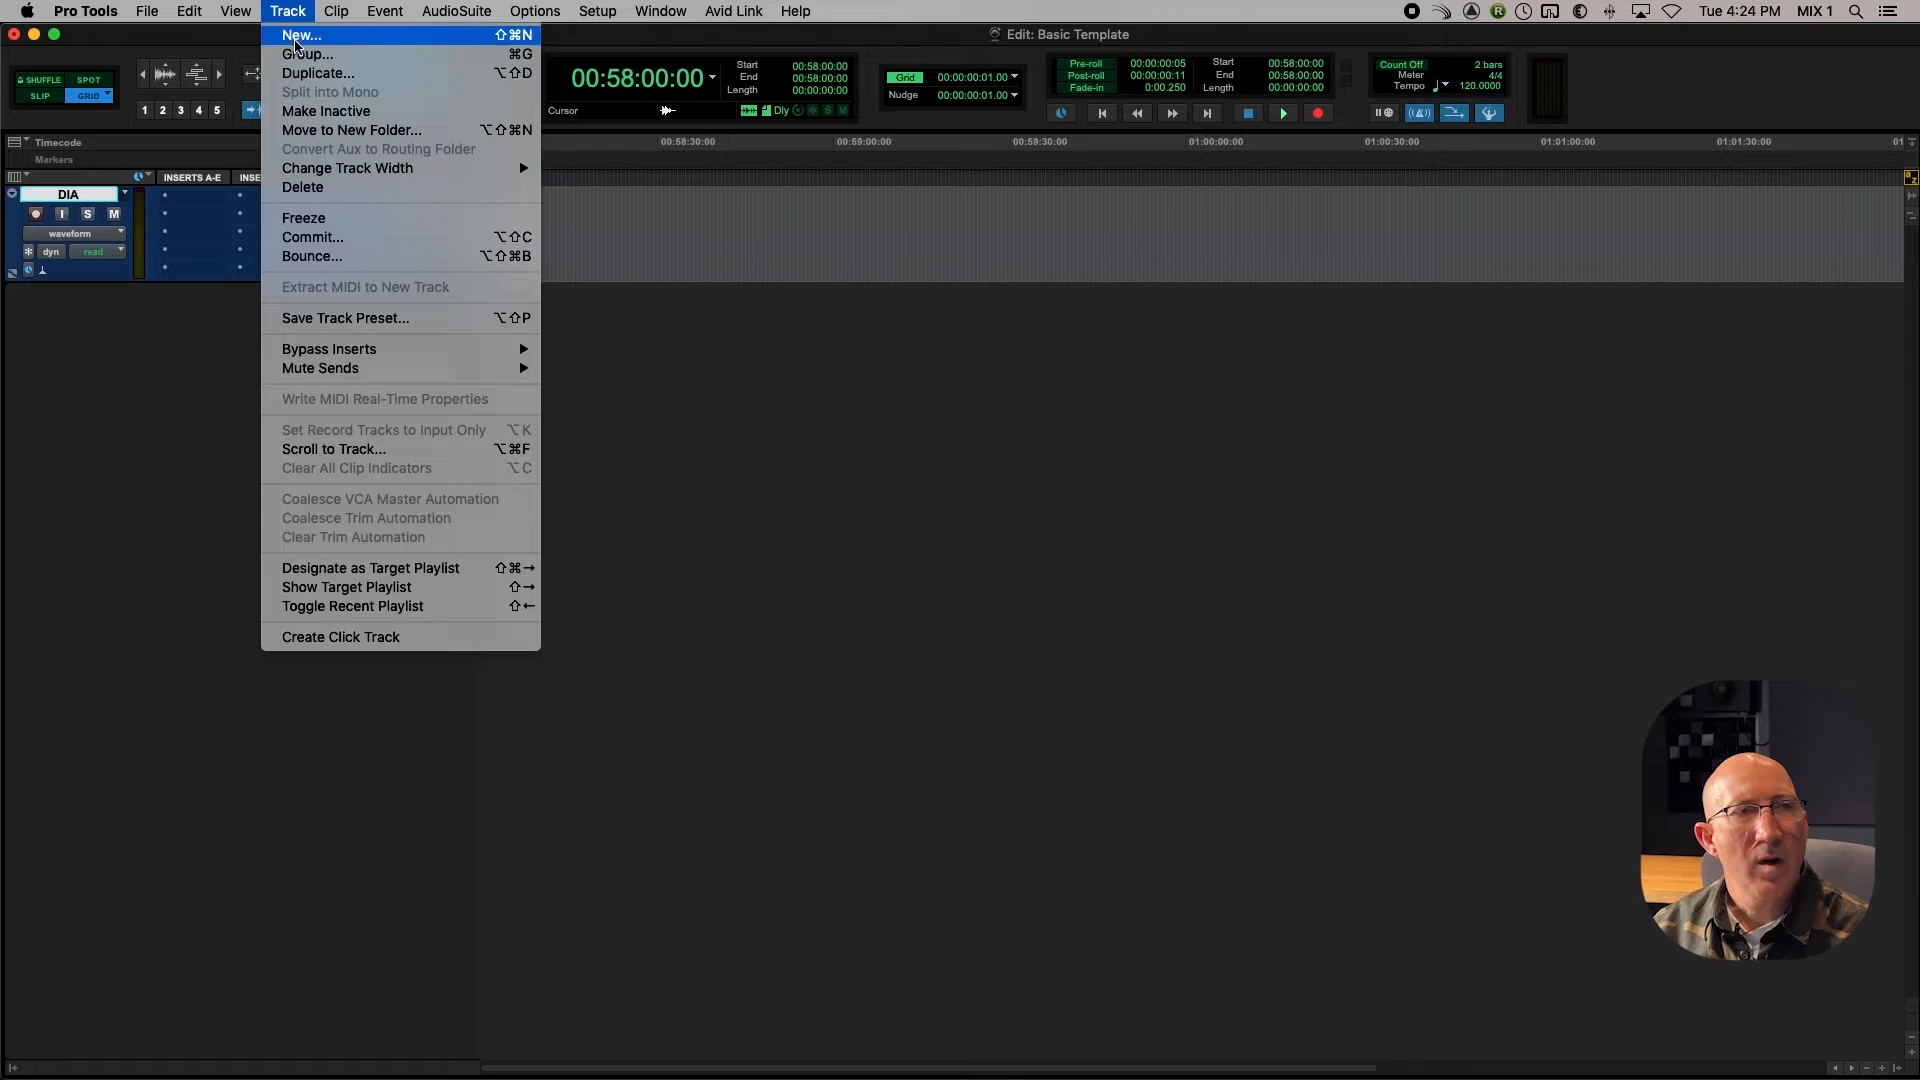 Pro Tools File Edit View Track Clip Event AudioSuite Options Setup Window Avid Link Help
Tue 4:24 PM MIX 1
Edit: Basic Template
SHUFFLE SPOT
SLIP GRID
1 2 3 4 5
00:58:00:00
Start 00:58:00:00
End 00:58:00:00
Length 00:00:00:00
Cursor
Dly S M
Grid 00:00:00:01.00
Nudge 00:00:00:01.00
Pre-roll 00:00:00:05
Post-roll 00:00:00:11
Fade-in 0:00.250
Start 00:58:00:00
End 00:58:00:00
Length 00:00:00:00
Count Off 2 bars
Meter 4/4
Tempo 120.0000
New... ⇧⌘N
Group... ⌘G
Duplicate... ⌥⇧D
Split into Mono
Make Inactive
Move to New Folder... ⌥⇧⌘N
Convert Aux to Routing Folder
Change Track Width
Delete
Freeze
Commit... ⌥⇧C
Bounce... ⌥⇧⌘B
Extract MIDI to New Track
Save Track Preset... ⌥⇧P
Bypass Inserts
Mute Sends
Write MIDI Real-Time Properties
Set Record Tracks to Input Only ⌥K
Scroll to Track... ⌥⌘F
Clear All Clip Indicators ⌥C
Coalesce VCA Master Automation
Coalesce Trim Automation
Clear Trim Automation
Designate as Target Playlist ⇧⌘→
Show Target Playlist ⇧→
Toggle Recent Playlist ⇧←
Create Click Track
Timecode
Markers
00:58:30:00 00:59:00:00 00:59:30:00 01:00:00:00 01:00:30:00 01:01:00:00 01:01:30:00 01
INSERTS A-E INSE
DIA
I S M
waveform
dyn read
a z